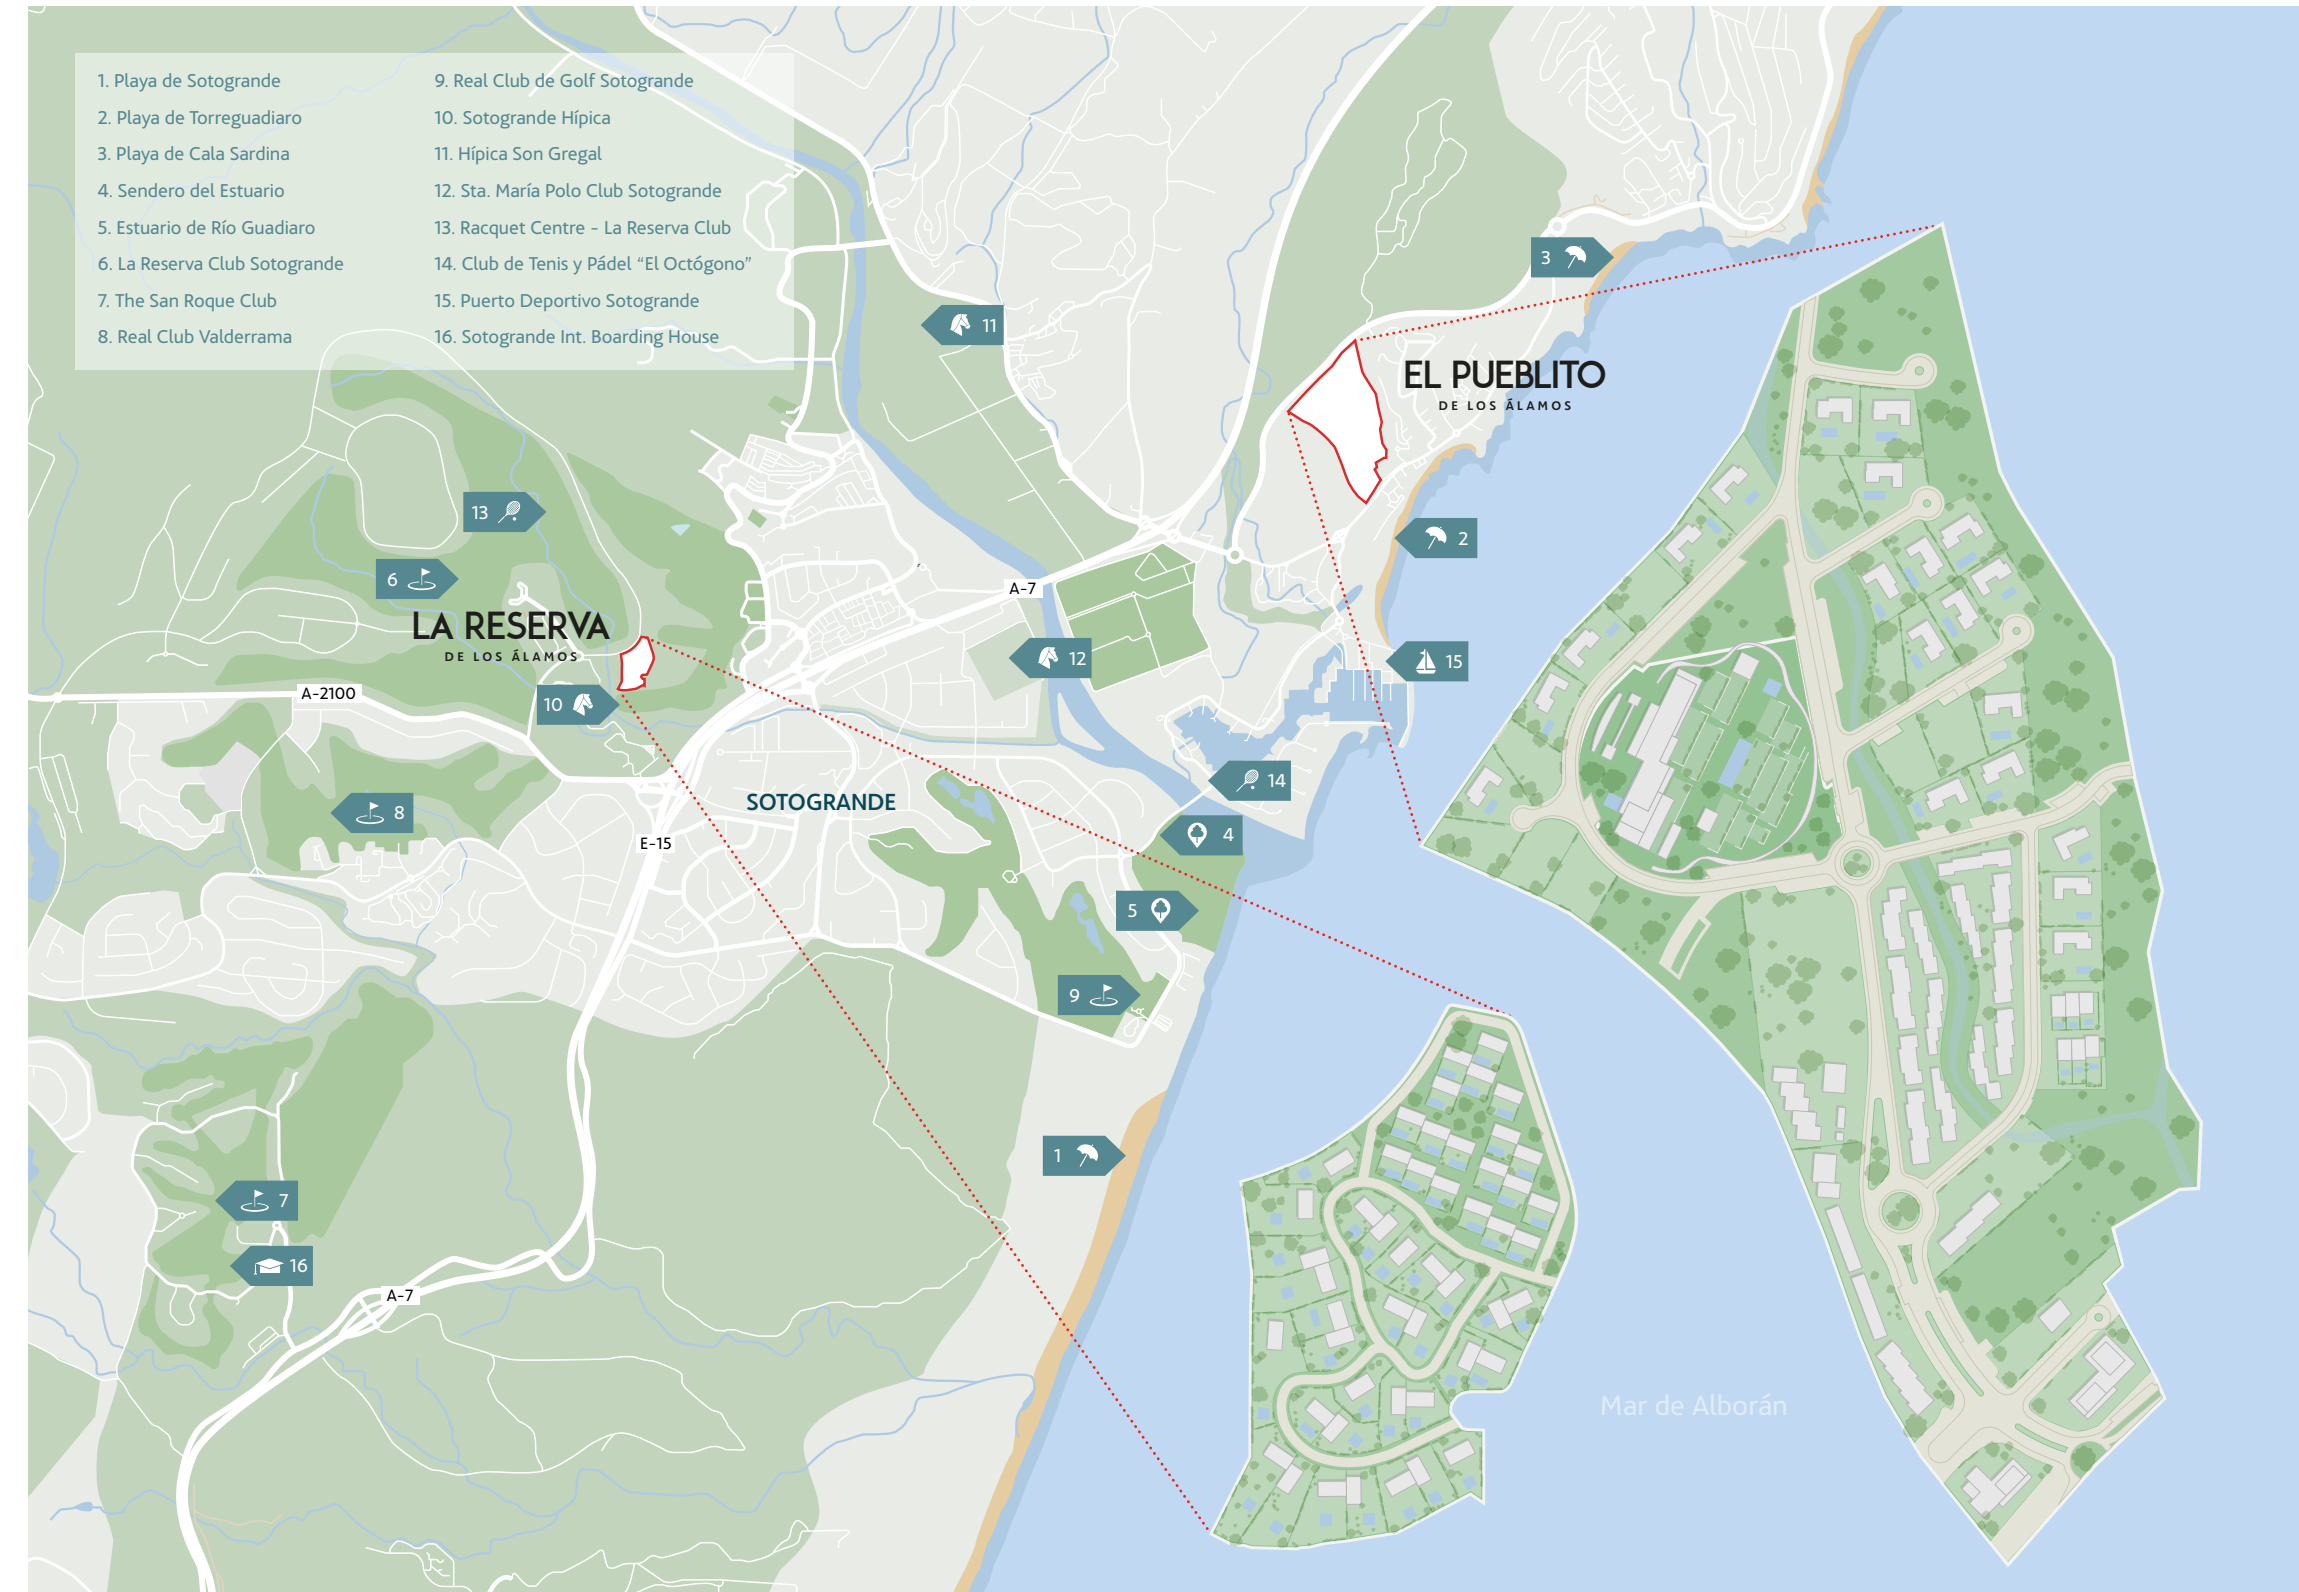 1. Playa de Sotogrande
2. Playa de Torreguadiaro
3. Playa de Cala Sardina
4. Sendero del Estuario
5. Estuario de Río Guadiaro
6. La Reserva Club Sotogrande
7. The San Roque Club
8. Real Club Valderrama
9. Real Club de Golf Sotogrande
10. Sotogrande Hípica
11. Hípica Son Gregal
12. Sta. María Polo Club Sotogrande
13. Racquet Centre - La Reserva Club
14. Club de Tenis y Pádel “El Octógono”
15. Puerto Deportivo Sotogrande
16. Sotogrande Int. Boarding House
3
11
EL PUEBLITO
DE LOS ÁLAMOS
13
2
6
A-7
LA RESERVA
DE LOS ÁLAMOS
12
15
A-2100
10
14
SOTOGRANDE
8
4
E-15
5
9
1
7
16
A-7
Mar de Alborán